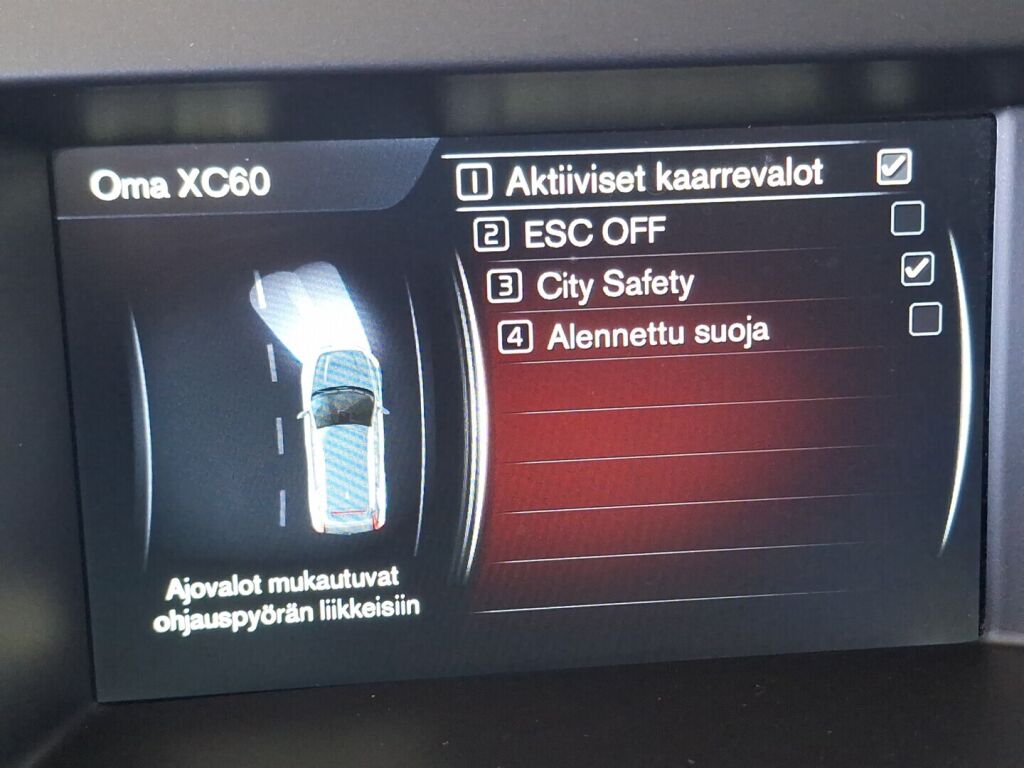 Oma XC60
1 Aktiiviset kaarrevalot
2 ESC OFF
3 City Safety
4 Alennettu suoja
Ajovalot mukautuvat
ohjauspyörän liikkeisiin